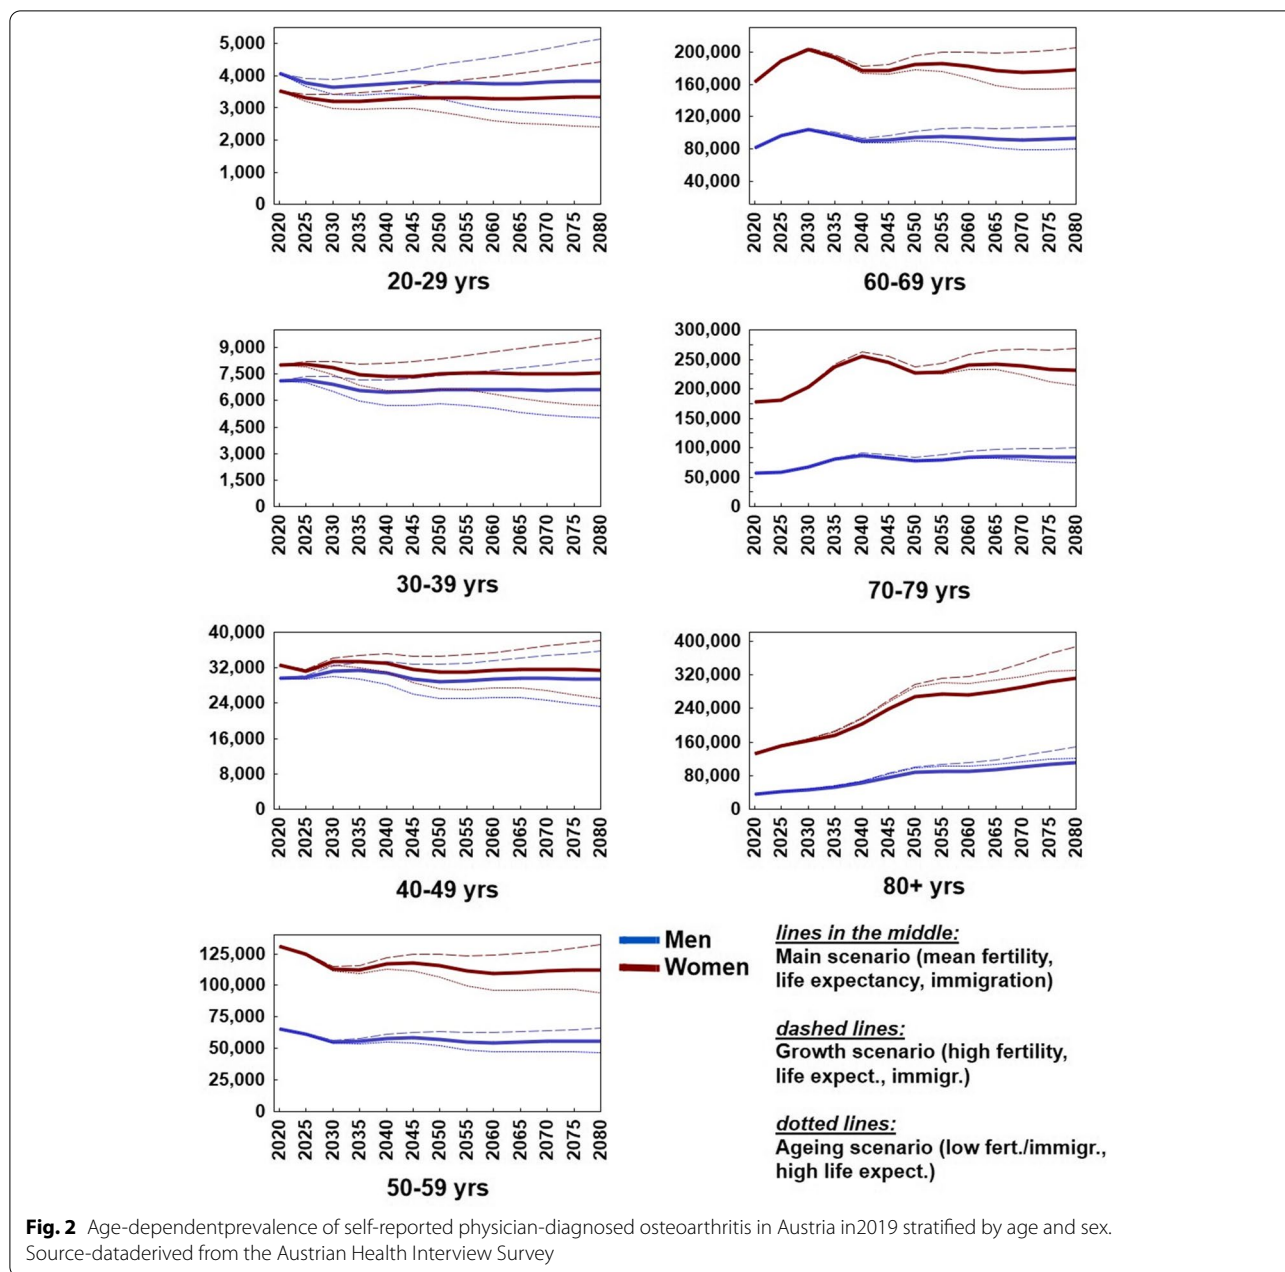 5,000
4,000
3,000
2,000
1,000
0
2020 2025 2030 2035 2040 2045 2050 2055 2060 2065 2070 2075 2080
20-29 yrs
200,000
160,000
120,000
80,000
40,000
2020 2025 2030 2035 2040 2045 2050 2055 2060 2065 2070 2075 2080
60-69 yrs
9,000
7,500
6,000
4,500
3,000
1,500
0
2020 2025 2030 2035 2040 2045 2050 2055 2060 2065 2070 2075 2080
30-39 yrs
300,000
250,000
200,000
150,000
100,000
50,000
0
2020 2025 2030 2035 2040 2045 2050 2055 2060 2065 2070 2075 2080
70-79 yrs
40,000
32,000
24,000
16,000
8,000
0
2020 2025 2030 2035 2040 2045 2050 2055 2060 2065 2070 2075 2080
40-49 yrs
400,000
320,000
240,000
160,000
80,000
0
2020 2025 2030 2035 2040 2045 2050 2055 2060 2065 2070 2075 2080
80+ yrs
125,000
100,000
75,000
50,000
25,000
0
2020 2025 2030 2035 2040 2045 2050 2055 2060 2065 2070 2075 2080
50-59 yrs
Men
Women
lines in the middle:
Main scenario (mean fertility,
life expectancy, immigration)
dashed lines:
Growth scenario (high fertility,
life expect., immigr.)
dotted lines:
Ageing scenario (low fert./immigr.,
high life expect.)
Fig. 2 Age-dependentprevalence of self-reported physician-diagnosed osteoarthritis in Austria in2019 stratified by age and sex.
Source-dataderived from the Austrian Health Interview Survey